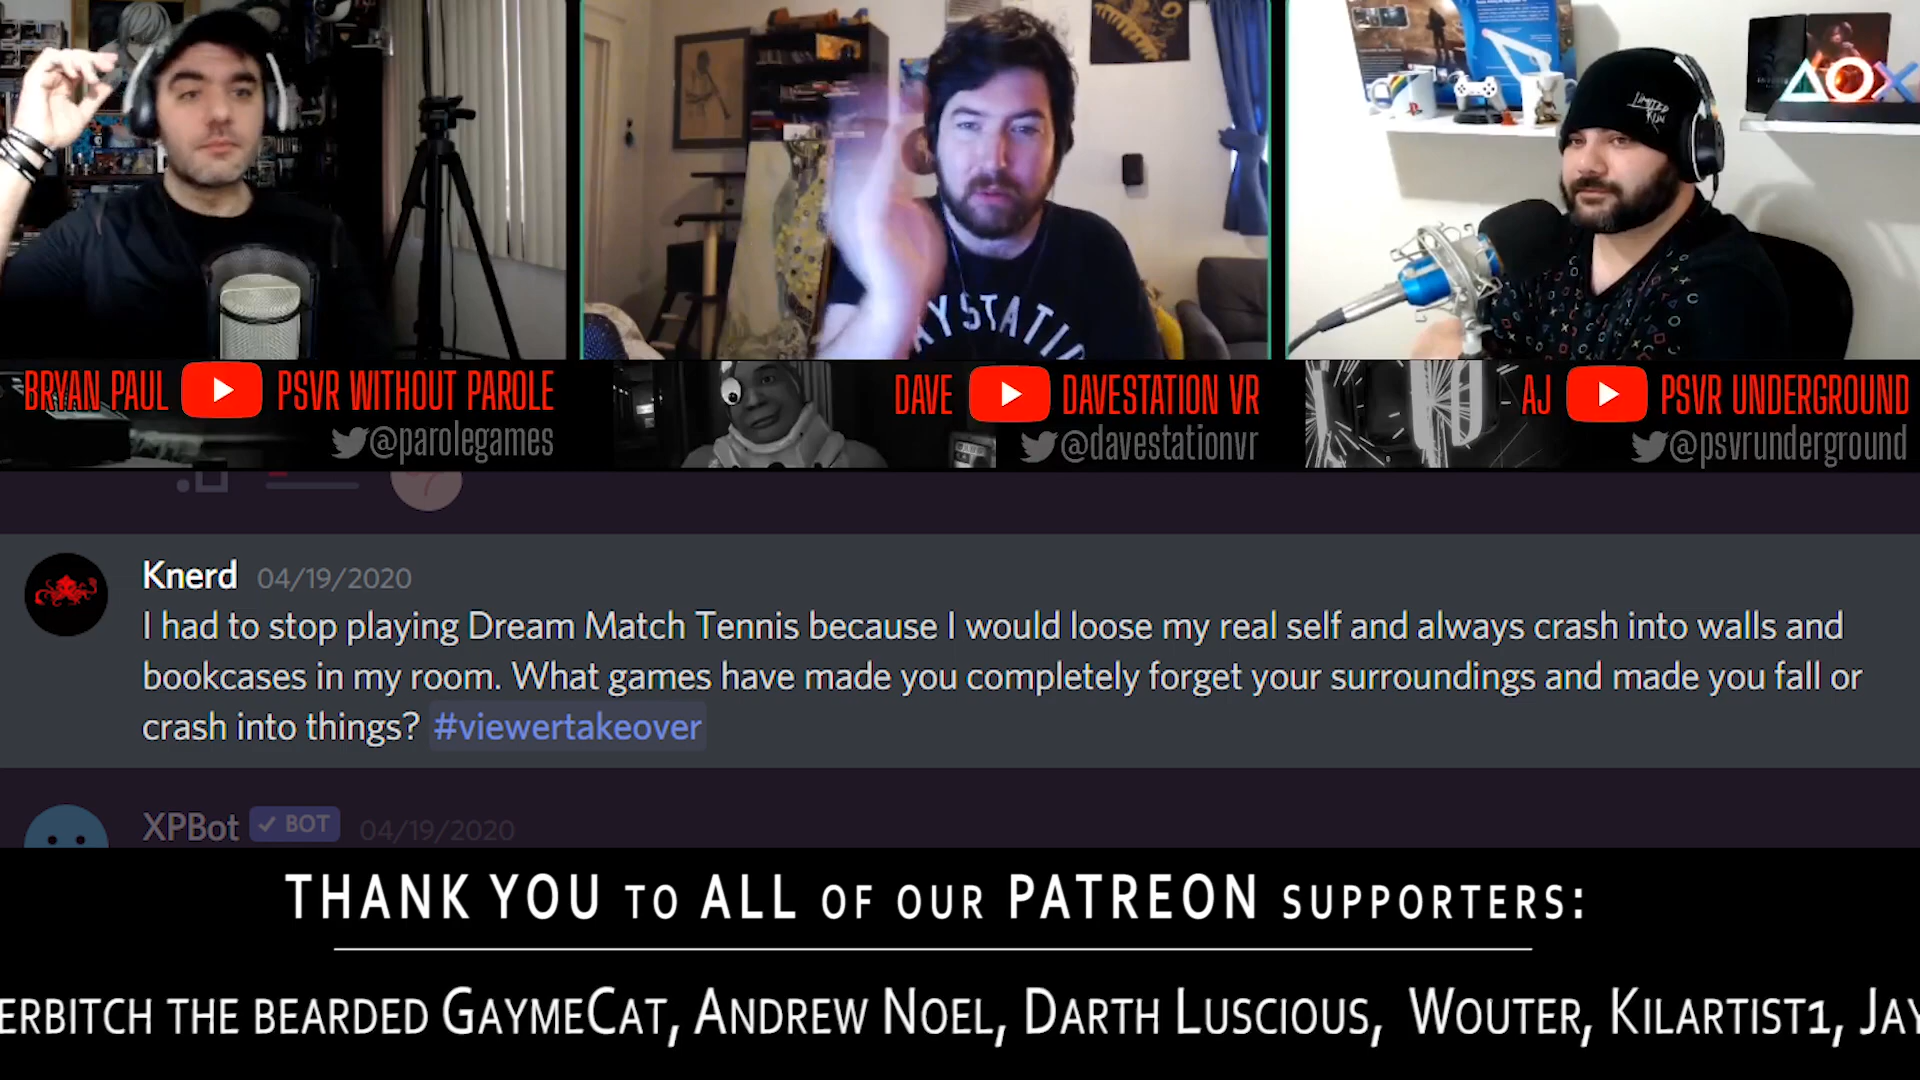 LIMITED
RUN
AYSTATI
BRYAN PAUL PSVR WITHOUT PAROLE
@parolegames
DAVE DAVESTATION VR
@davestationvr
AJ PSVR UNDERGROUND
@psvrunderground
Knerd 04/19/2020
I had to stop playing Dream Match Tennis because I would loose my real self and always crash into walls and
bookcases in my room. What games have made you completely forget your surroundings and made you fall or
crash into things? #viewertakeover
XPBot BOT 04/19/2020
THANK YOU TO ALL OF OUR PATREON SUPPORTERS:
ERBITCH THE BEARDED GAYMECAT, ANDREW NOEL, DARTH LUSCIOUS, WOUTER, KILARTIST1, JAY